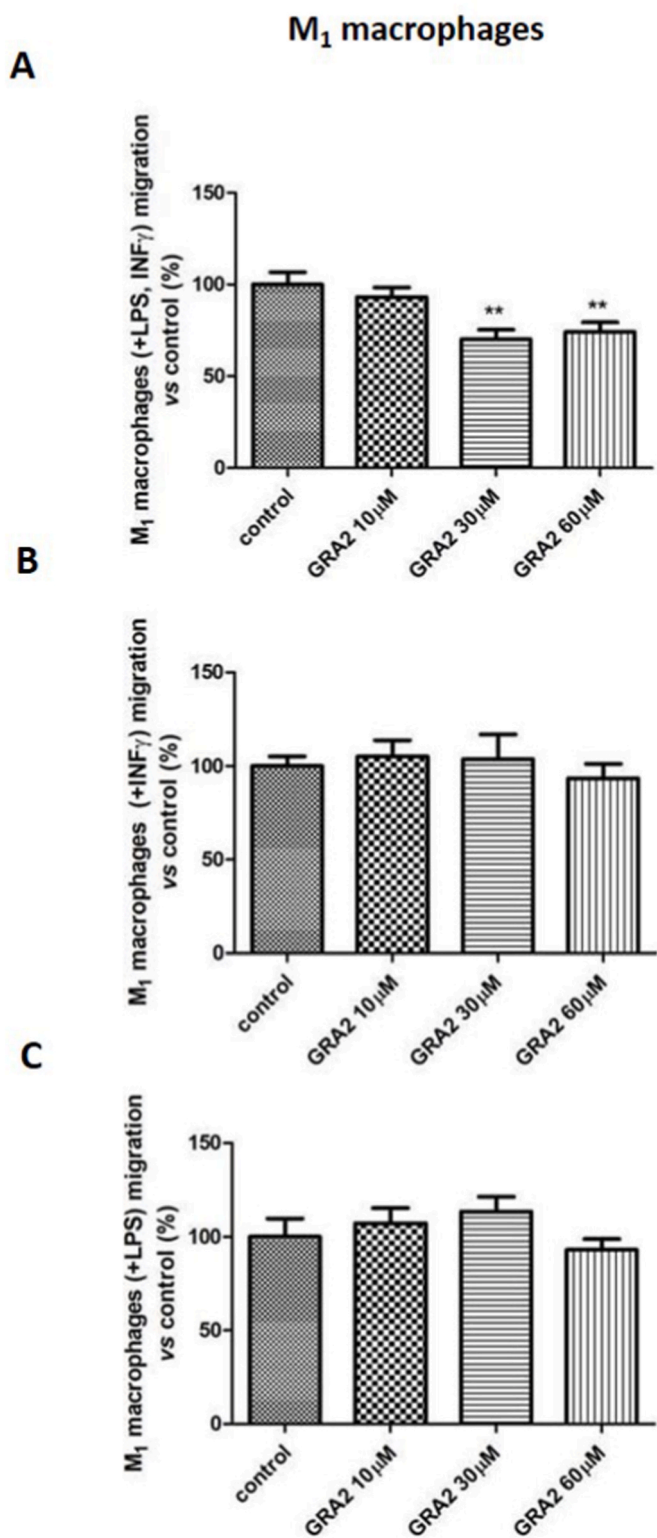 M₁ macrophages
A
M₁ macrophages (+LPS, INFγ) migration
vs control (%)
150
100
50
0
**
**
control
GRA2 10μM
GRA2 30μM
GRA2 60μM
B
M₁ macrophages (+INFγ) migration
vs control (%)
150
100
50
0
control
GRA2 10μM
GRA2 30μM
GRA2 60μM
C
M₁ macrophages (+LPS) migration
vs control (%)
150
100
50
0
control
GRA2 10μM
GRA2 30μM
GRA2 60μM